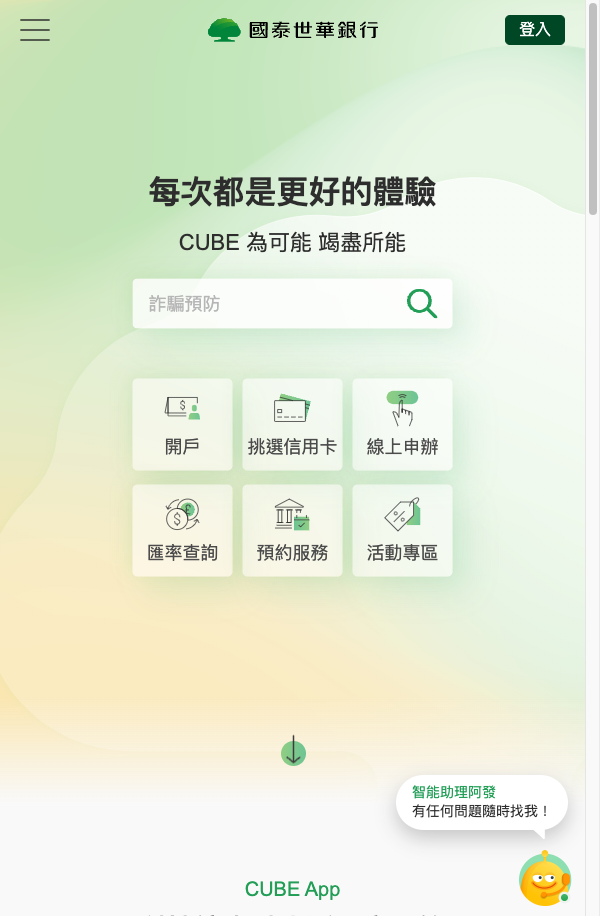 國泰世華銀行
登入
每次都是更好的體驗
CUBE 為可能 竭盡所能
詐騙預防
開戶
挑選信用卡
線上申辦
匯率查詢
預約服務
活動專區
智能助理阿發
有任何問題隨時找我！
CUBE App